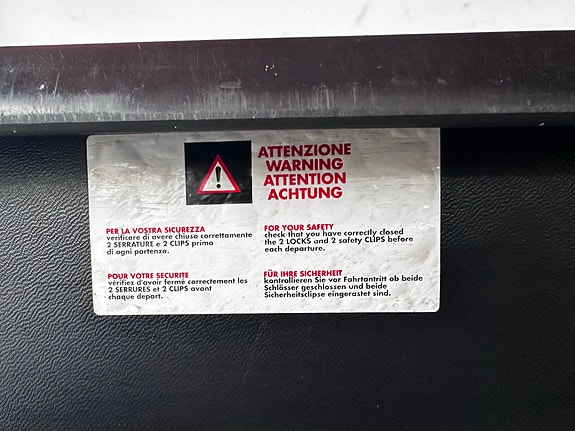 ATTENZIONE
WARNING
ATTENTION
ACHTUNG
PER LA VOSTRA SICUREZZA
verificare di avere chiuso correttamente
2 SERRATURE e 2 CLIPS prima
di ogni partenza.
FOR YOUR SAFETY
check that you have correctly closed
the 2 LOCKS and 2 safety CLIPS before
each departure.
POUR VOTRE SECURITE
vérifiez d'avoir fermé correctement les
2 SERRURES et 2 CLIPS avant
chaque depart.
FÜR IHRE SICHERHEIT
kontrollieren Sie vor Fahrtantritt ob beide
Schlösser geschlossen und beide
Sicherheitsclipse eingerastet sind.